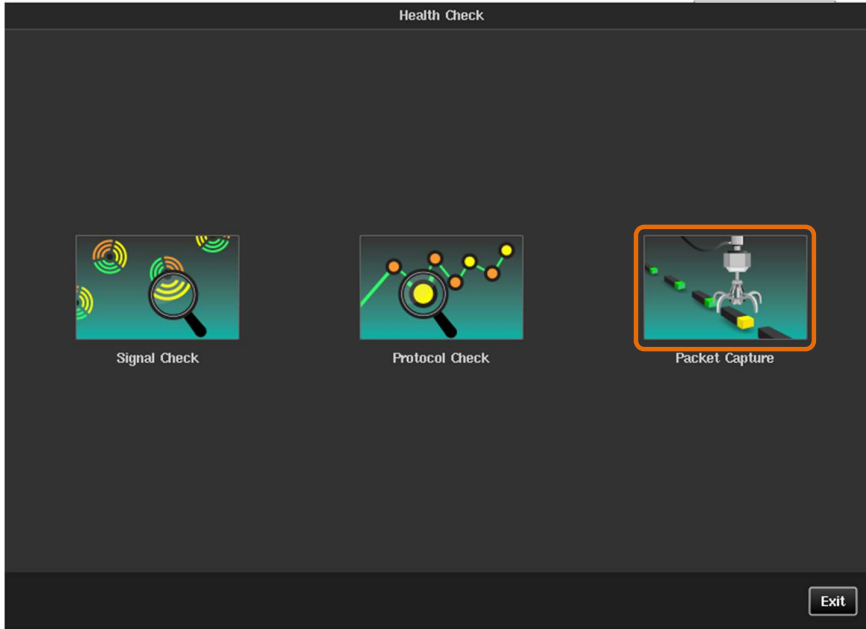 Health Check
Signal Check
Protocol Check
Packet Capture
Exit